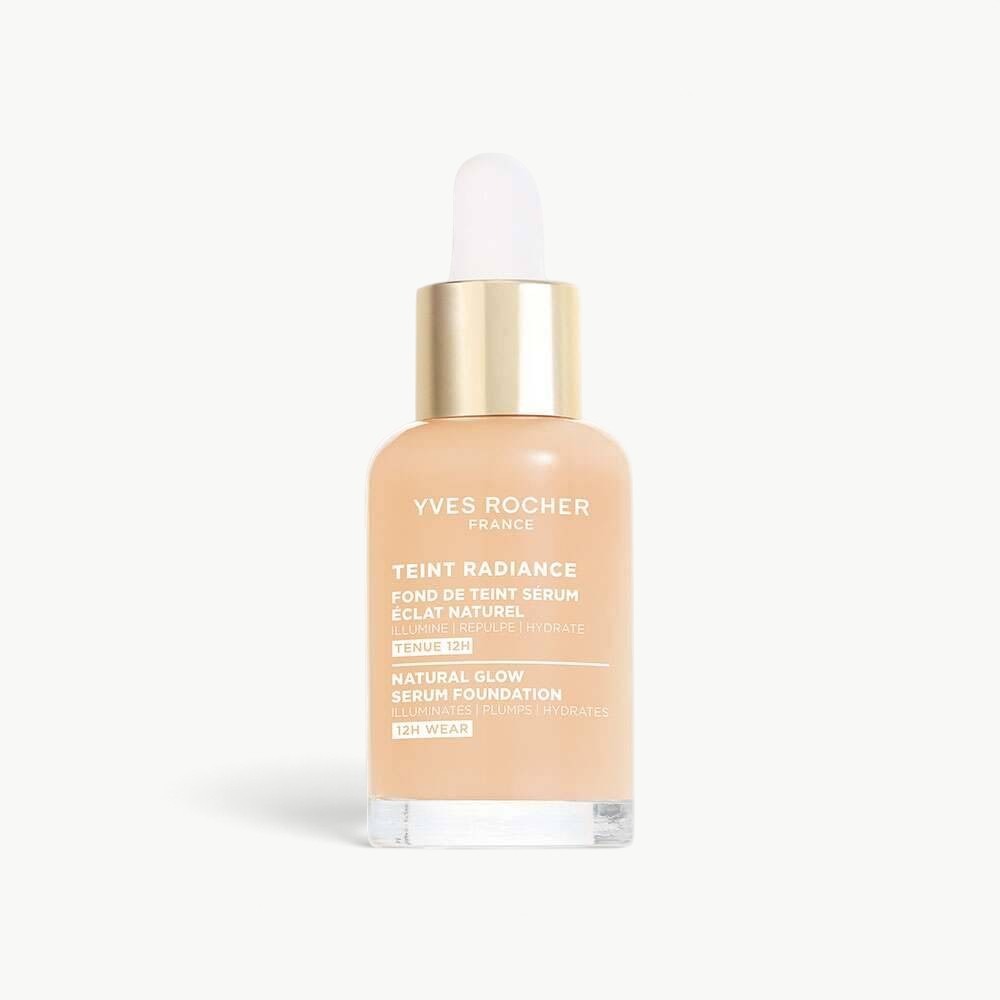 YVES ROCHER
FRANCE
TEINT RADIANCE
FOND DE TEINT SÉRUM
ÉCLAT NATUREL
ILLUMINE | REPULPE | HYDRATE
TENUE 12H
NATURAL GLOW
SERUM FOUNDATION
ILLUMINATES | PLUMPS | HYDRATES
12H WEAR